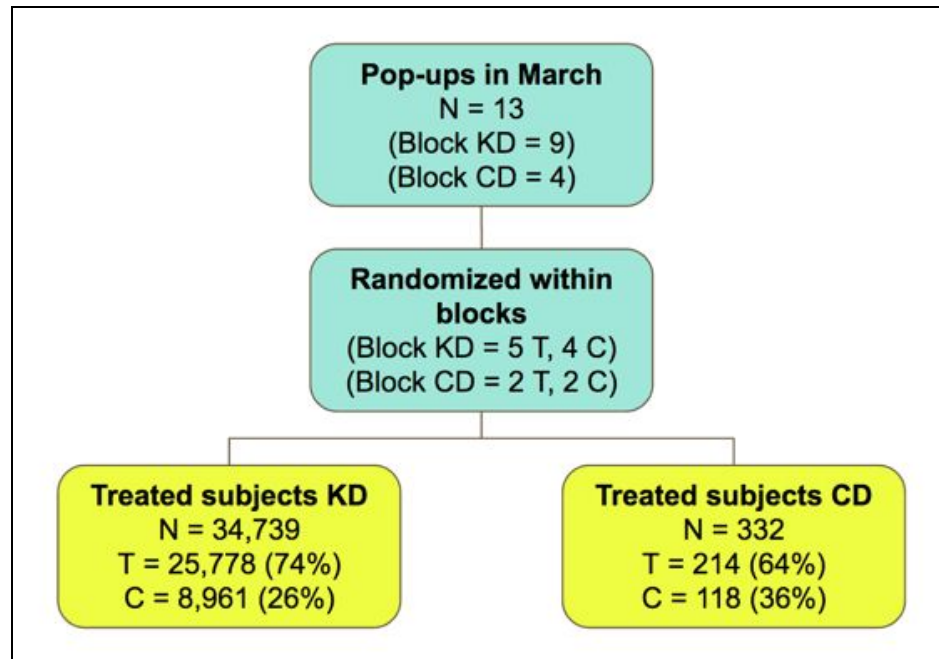 Pop-ups in March
N = 13
(Block KD = 9)
(Block CD = 4)
Randomized within
blocks
(Block KD = 5 T, 4 C)
(Block CD = 2 T, 2 C)
Treated subjects KD
N = 34,739
T = 25,778 (74%)
C = 8,961 (26%)
Treated subjects CD
N = 332
T = 214 (64%)
C = 118 (36%)